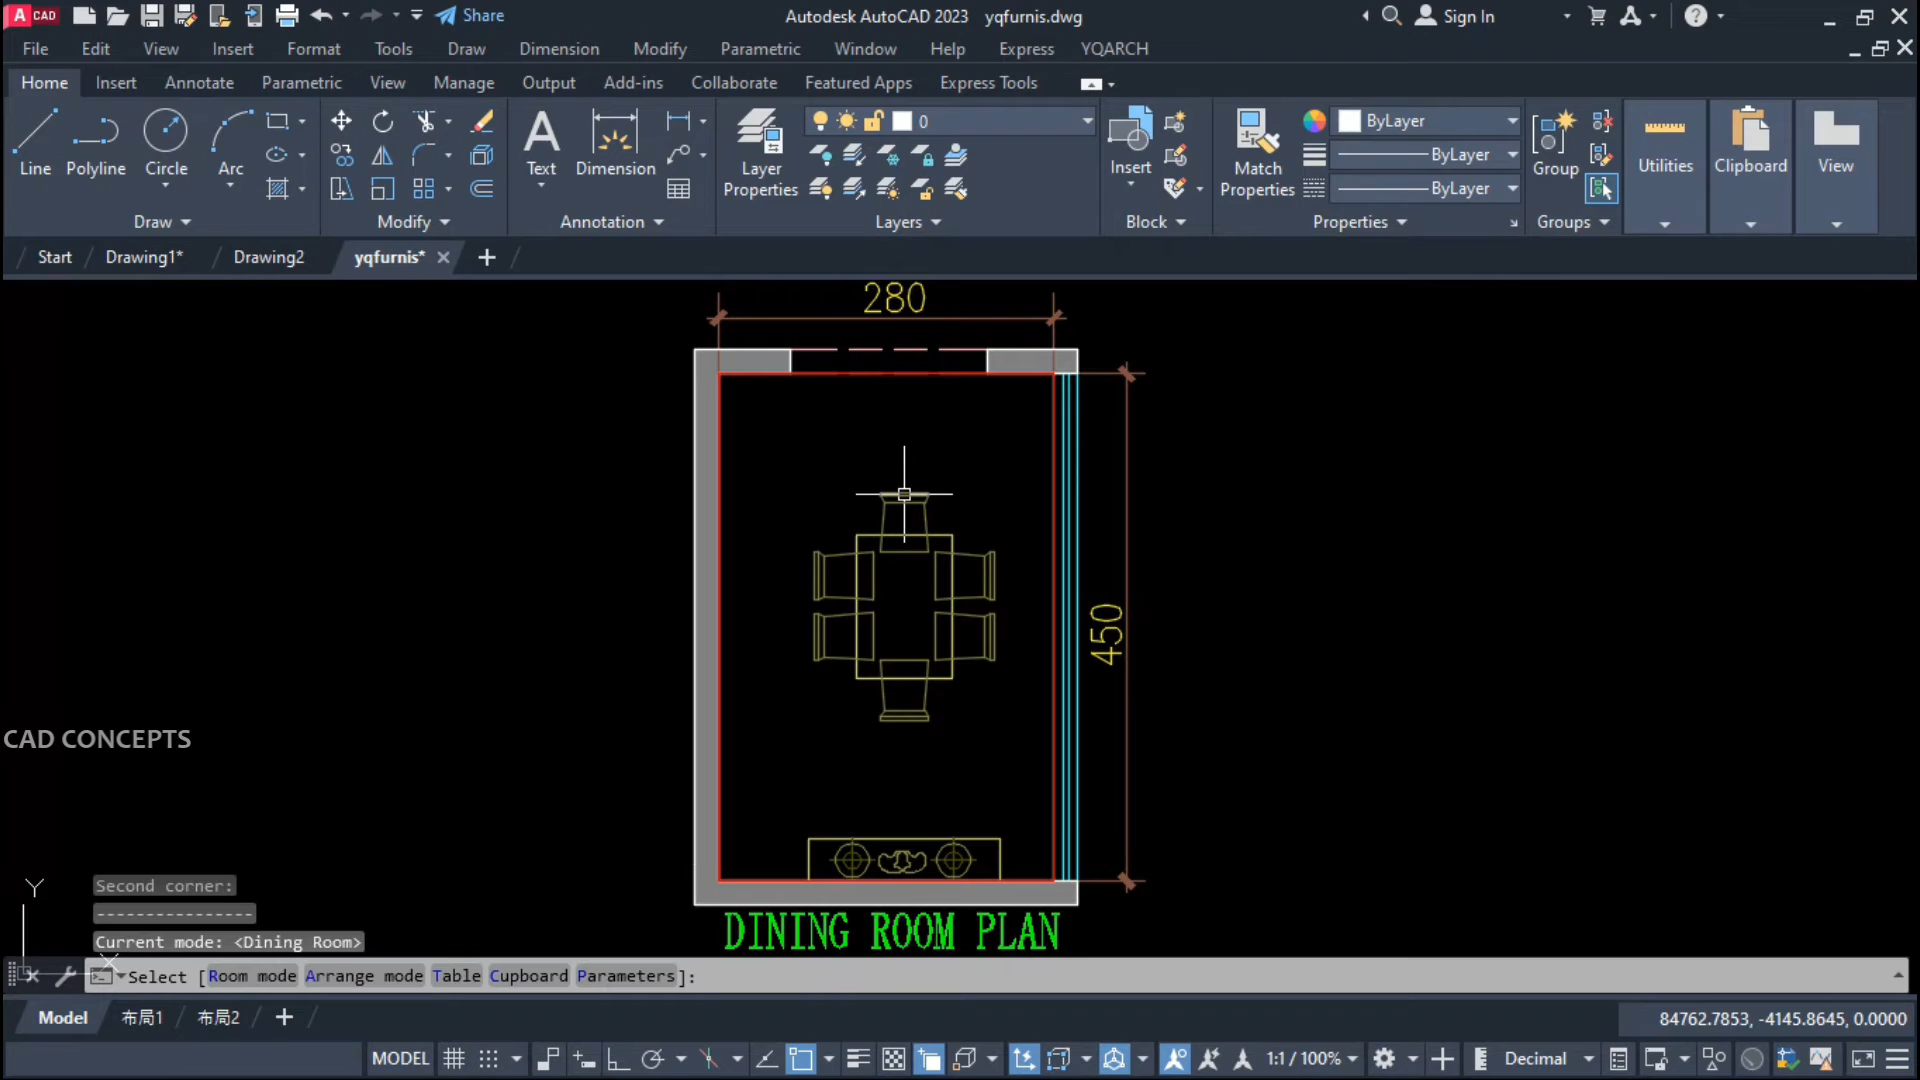 A CAD Share Autodesk AutoCAD 2023 yqfurnis.dwg Sign In
File Edit View Insert Format Tools Draw Dimension Modify Parametric Window Help Express YQARCH
Home Insert Annotate Parametric View Manage Output Add-ins Collaborate Featured Apps Express Tools
0 ByLayer
ByLayer
Line Polyline Circle Arc Text Dimension Layer Properties Insert Match Properties ByLayer Group Utilities Clipboard View
Draw Modify Annotation Layers Block Properties Groups
Start Drawing1* Drawing2 yqfurnis*
280
450
CAD CONCEPTS
DINING ROOM PLAN
Y
X
Second corner:
----------------
Current mode: <Dining Room>
Select [Room mode Arrange mode Table Cupboard Parameters]:
Model 布局1 布局2 84762.7853, -4145.8645, 0.0000
MODEL 1:1 / 100% Decimal